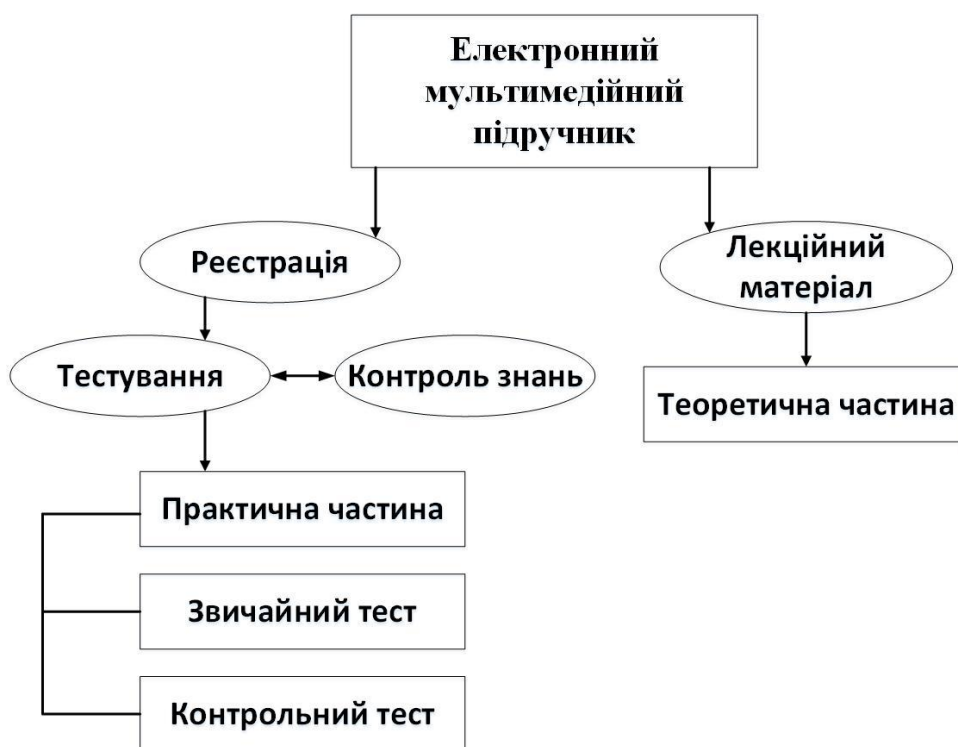 Електронний
мультимедійний
підручник
Реєстрація
Лекційний
матеріал
Тестування
Контроль знань
Теоретична частина
Практична частина
Звичайний тест
Контрольний тест